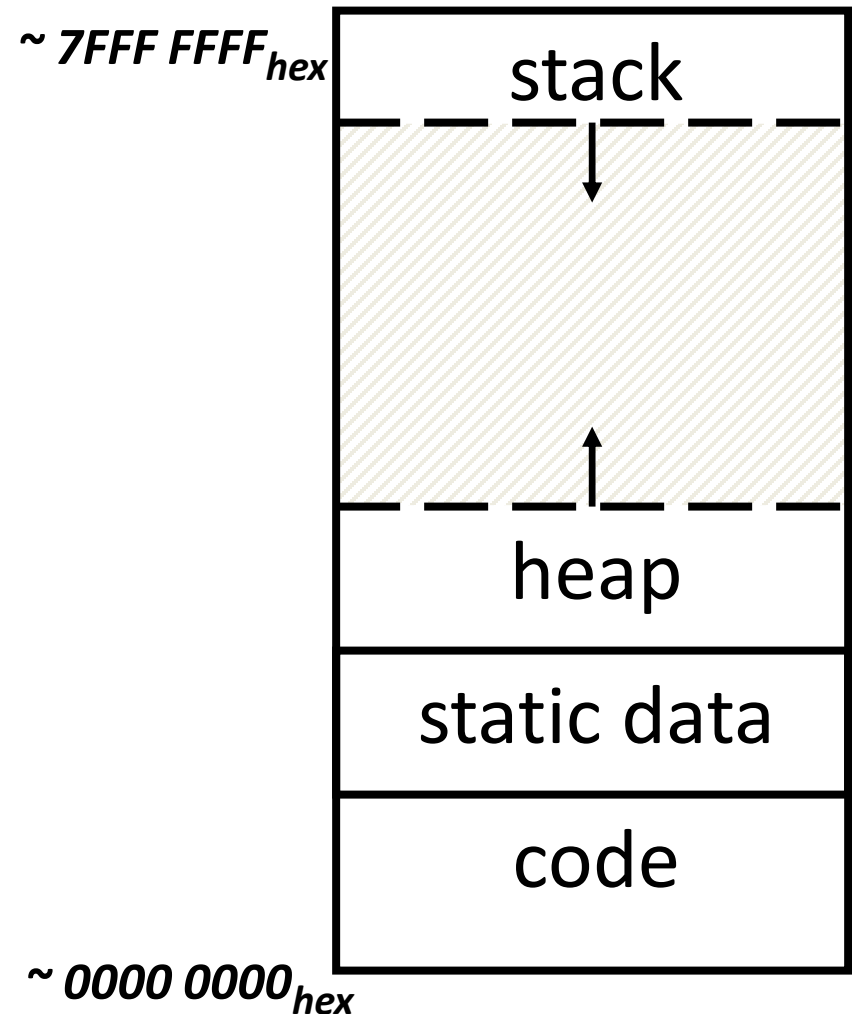 ~ 7FFF FFFFhex
stack
heap
static data
code
~ 0000 0000hex